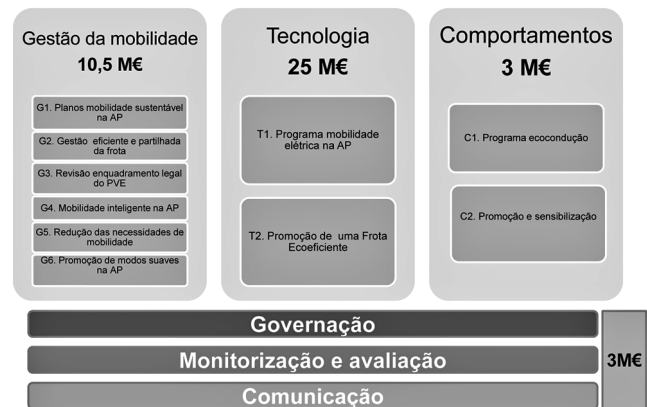 Gestão da mobilidade
10,5 M€
G1. Planos mobilidade sustentável
na AP
G2. Gestão eficiente e partilhada
da frota
G3. Revisão enquadramento legal
do PVE
G4. Mobilidade inteligente na AP
G5. Redução das necessidades de
mobilidade
G6. Promoção de modos suaves
na AP
Tecnologia
25 M€
T1. Programa mobilidade
elétrica na AP
T2. Promoção de uma Frota
Ecoeficiente
Comportamentos
3 M€
C1. Programa ecocondução
C2. Promoção e sensibilização
Governação
Monitorização e avaliação
Comunicação
3M€